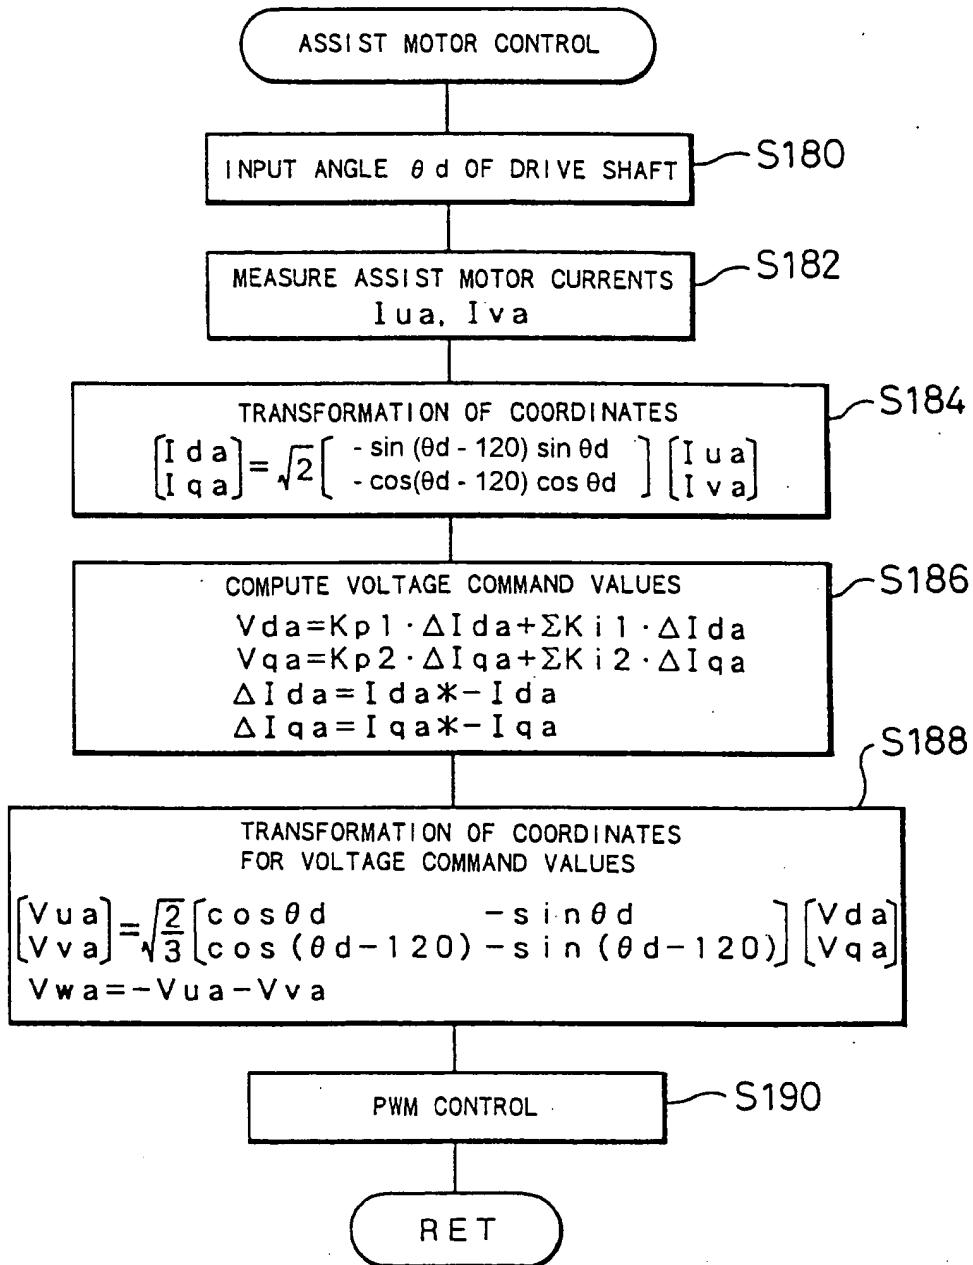 ASSIST MOTOR CONTROL
INPUT ANGLE θd OF DRIVE SHAFT
S180
MEASURE ASSIST MOTOR CURRENTS
Iua, Iva
S182
TRANSFORMATION OF COORDINATES
[Ida] = √2 [ - sin (θd - 120) sin θd ] [Iua]
[Iqa] [ - cos(θd - 120) cos θd ] [Iva]
S184
COMPUTE VOLTAGE COMMAND VALUES
Vda=Kp1·ΔIda+ΣKi1·ΔIda
Vqa=Kp2·ΔIqa+ΣKi2·ΔIqa
ΔIda=Ida*-Ida
ΔIqa=Iqa*-Iqa
S186
TRANSFORMATION OF COORDINATES
FOR VOLTAGE COMMAND VALUES
[Vua] = √2/3 [cosθd -sinθd] [Vda]
[Vva] [cos(θd-120) -sin(θd-120)] [Vqa]
Vwa=-Vua-Vva
S188
PWM CONTROL
S190
RET